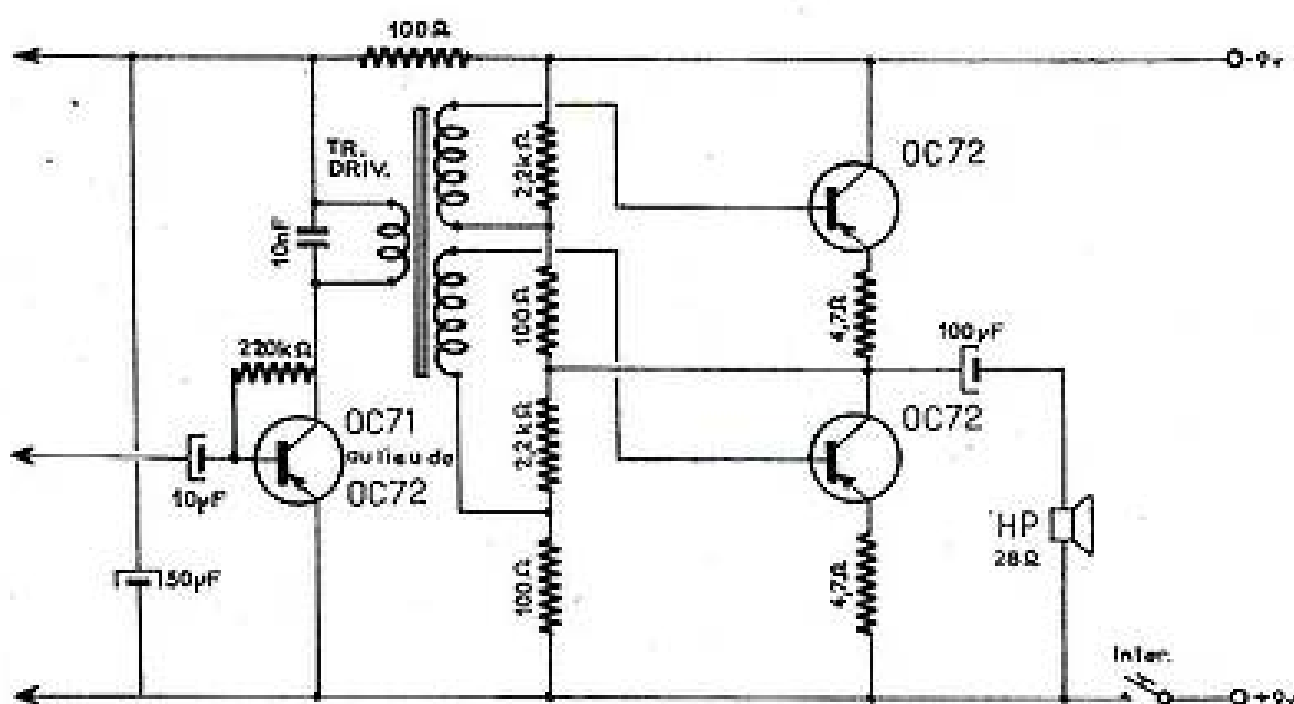 100Ω
-9v
TR.
DRIV.
2,2kΩ
OC72
10nF
100Ω
4,7Ω
100µF
220kΩ
OC71
au lieu de
OC72
2,2kΩ
OC72
10µF
HP
28Ω
50µF
100Ω
4,7Ω
Inter.
+9v